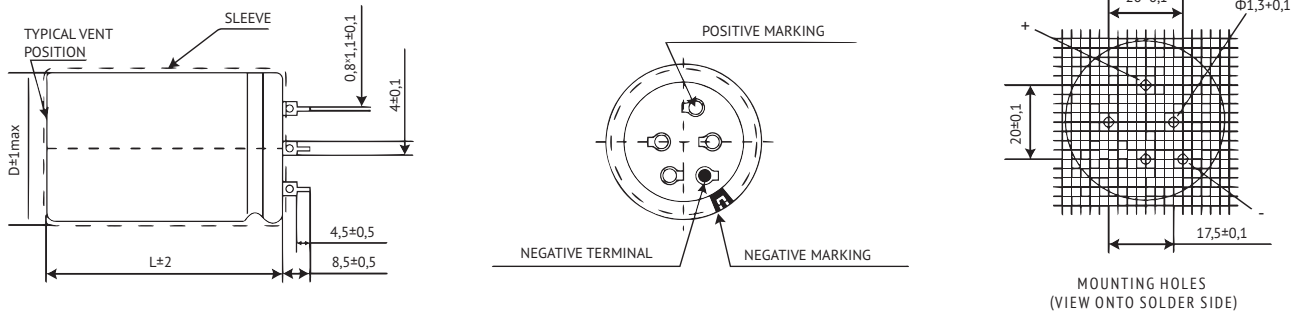 TYPICAL VENT
POSITION
SLEEVE
0,8×1,1±0,1
4±0,1
D±1max
4,5±0,5
L±2
8,5±0,5
POSITIVE MARKING
NEGATIVE TERMINAL
NEGATIVE MARKING
Φ1,3+0,1
+
20±0,1
-
17,5±0,1
MOUNTING HOLES
(VIEW ONTO SOLDER SIDE)